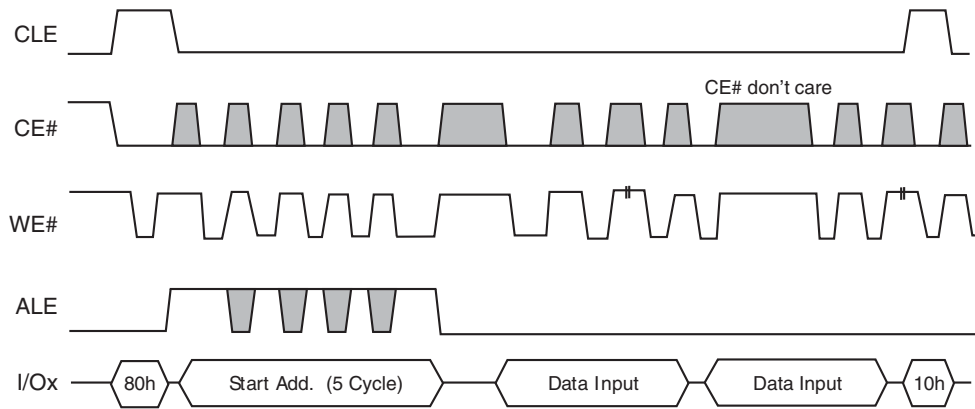 CLE
CE# don't care
CE#
WE#
ALE
I/Ox 80h Start Add. (5 Cycle) Data Input Data Input 10h